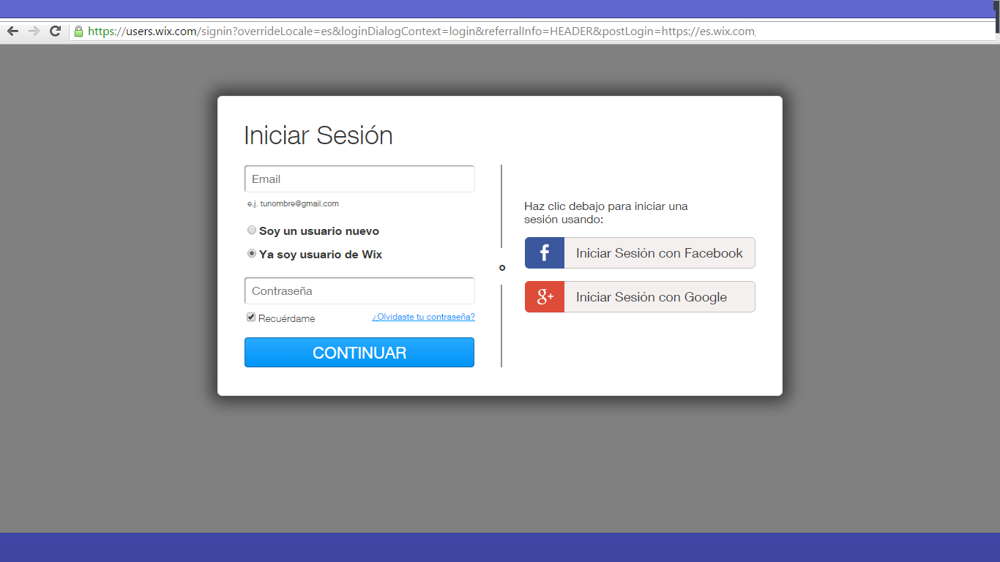 https://users.wix.com/signin?overrideLocale=es&loginDialogContext=login&referralInfo=HEADER&postLogin=https://es.wix.com
Iniciar Sesión
Email
e.j. tunombre@gmail.com
Soy un usuario nuevo
Ya soy usuario de Wix
Contraseña
Recuérdame
¿Olvidaste tu contraseña?
CONTINUAR
o
Haz clic debajo para iniciar una
sesión usando:
f
Iniciar Sesión con Facebook
g+
Iniciar Sesión con Google